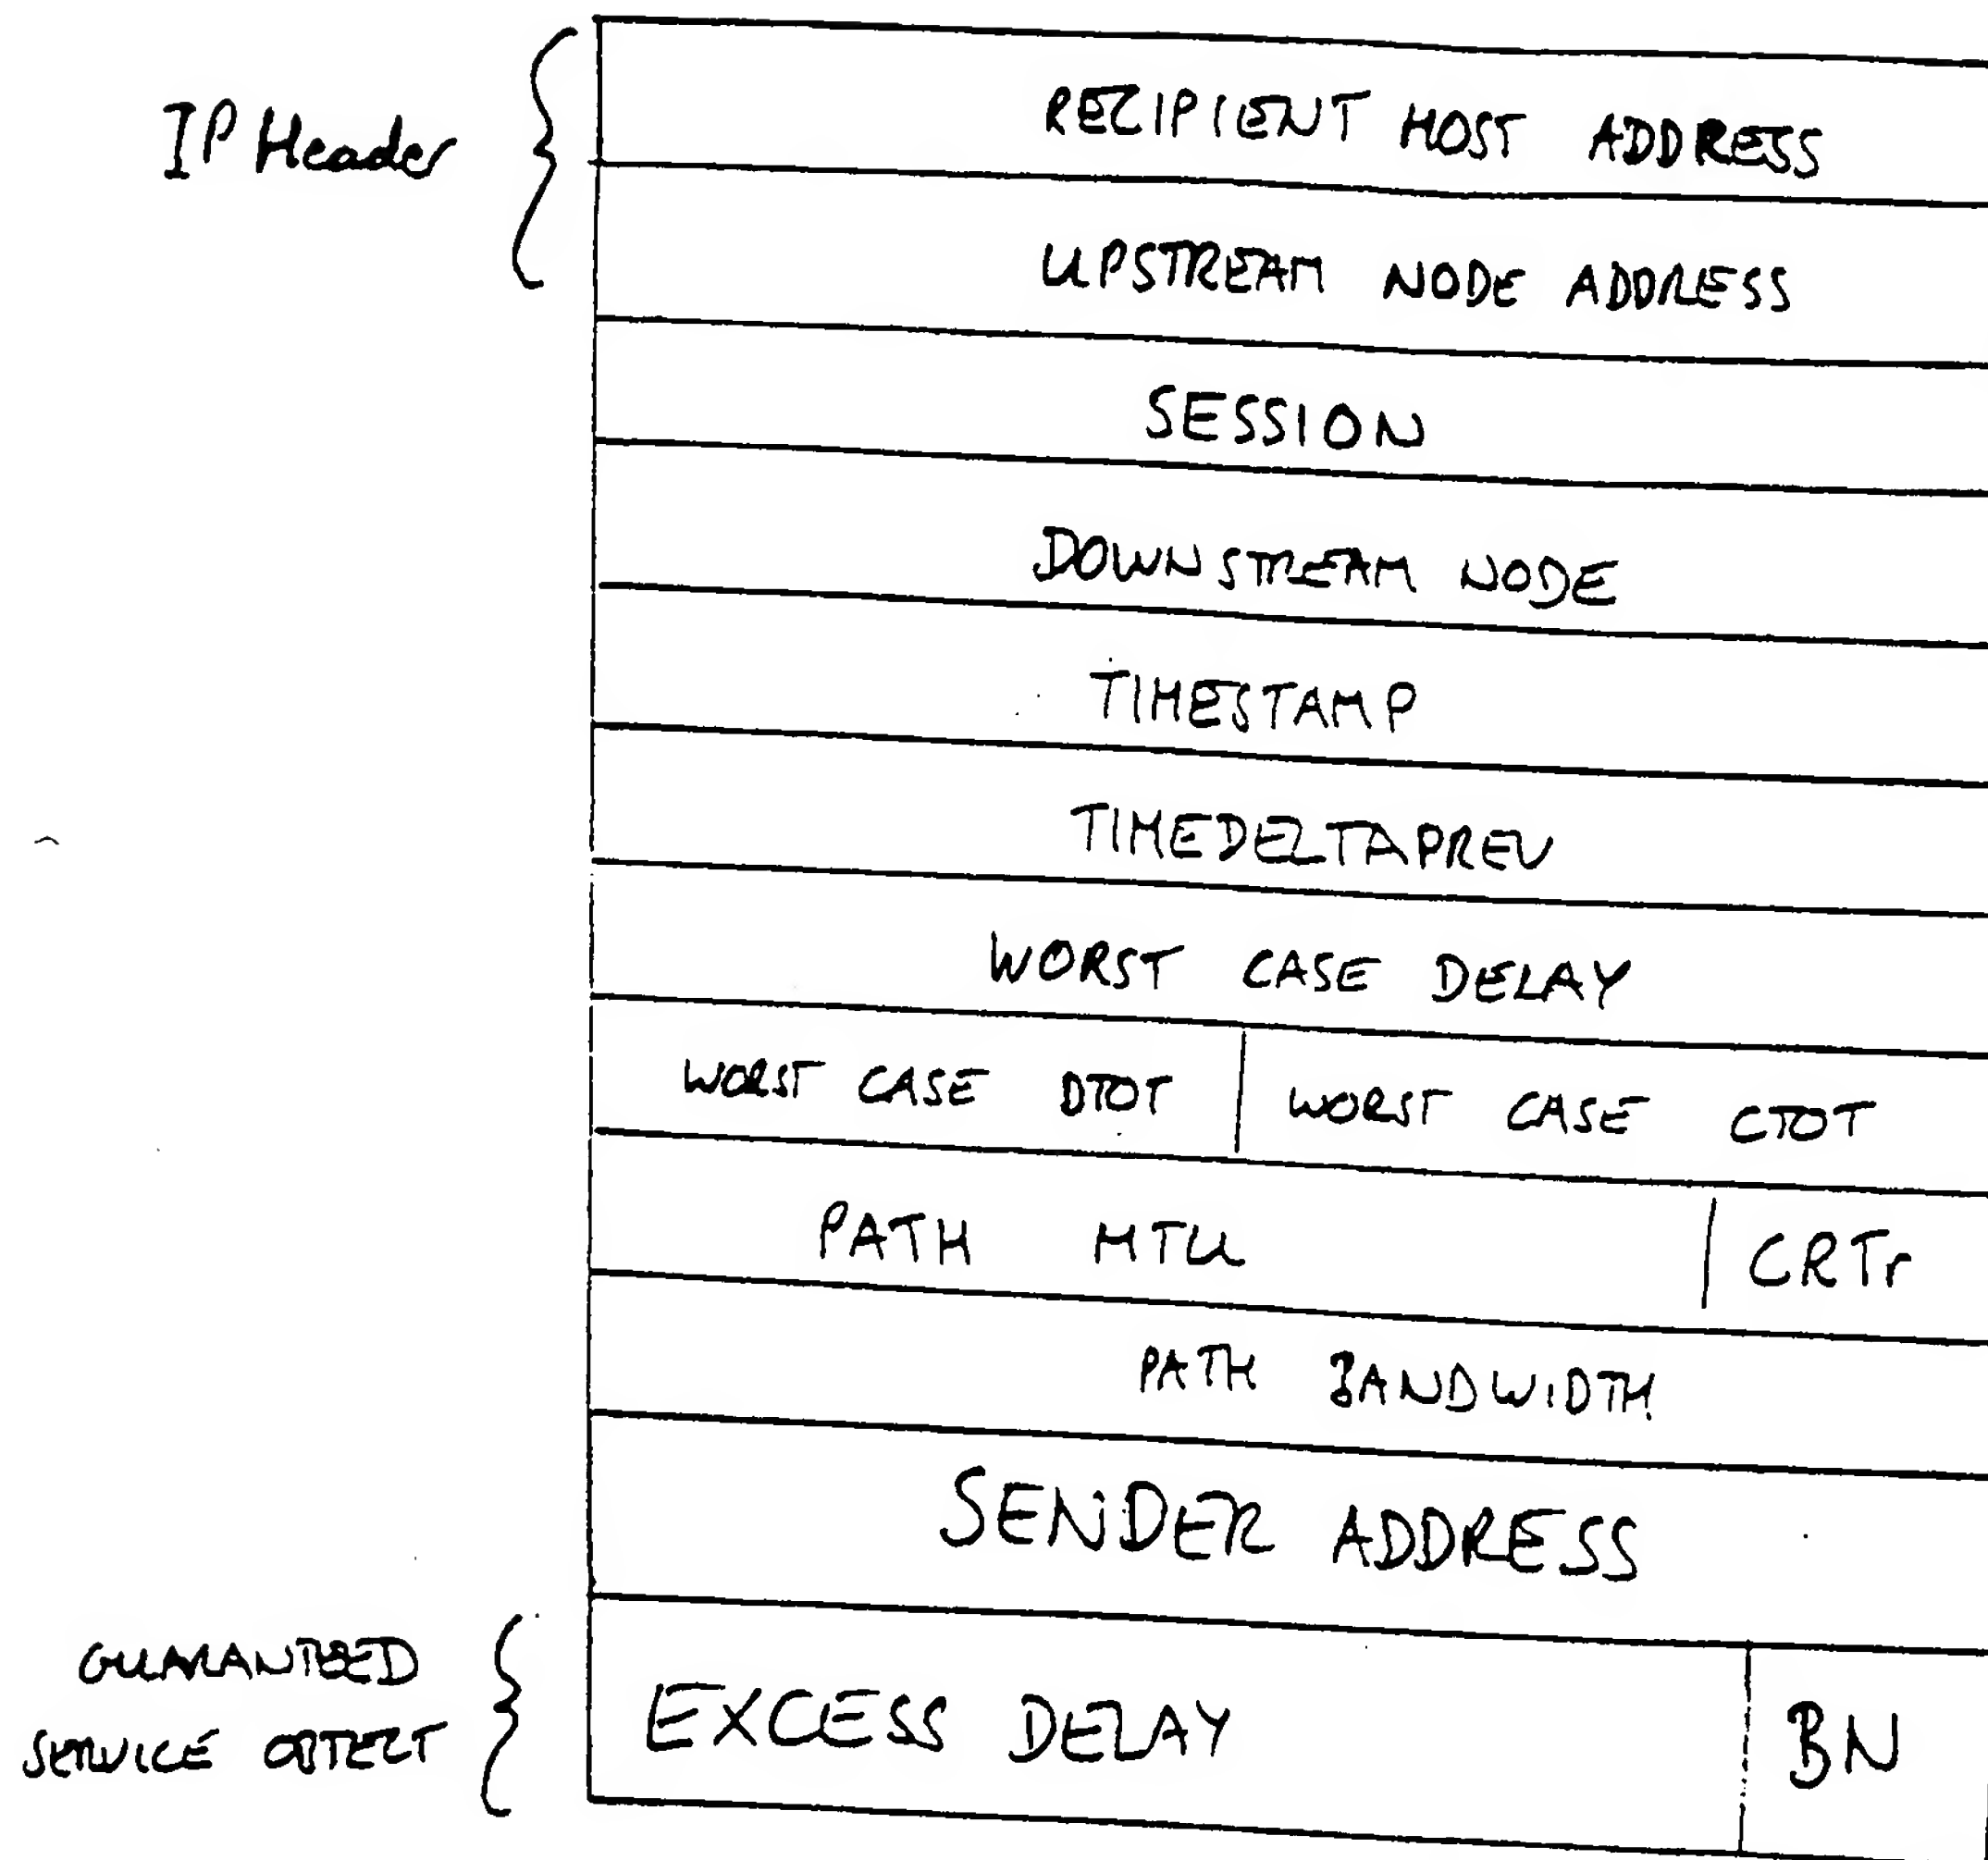 IP Header
RECIPIENT HOST ADDRESS
UPSTREAM NODE ADDRESS
SESSION
DOWNSTREAM NODE
TIMESTAMP
TIMEDELTAPREV
WORST CASE DELAY
WORST CASE DTOT WORST CASE CTOT
PATH MTU CRTr
PATH BANDWIDTH
SENDER ADDRESS
GUARANTEED
SERVICE OBJECT
EXCESS DELAY BN